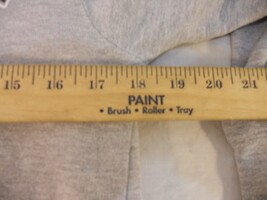 15 16 17 18 19 20 21
PAINT
• Brush • Roller • Tray